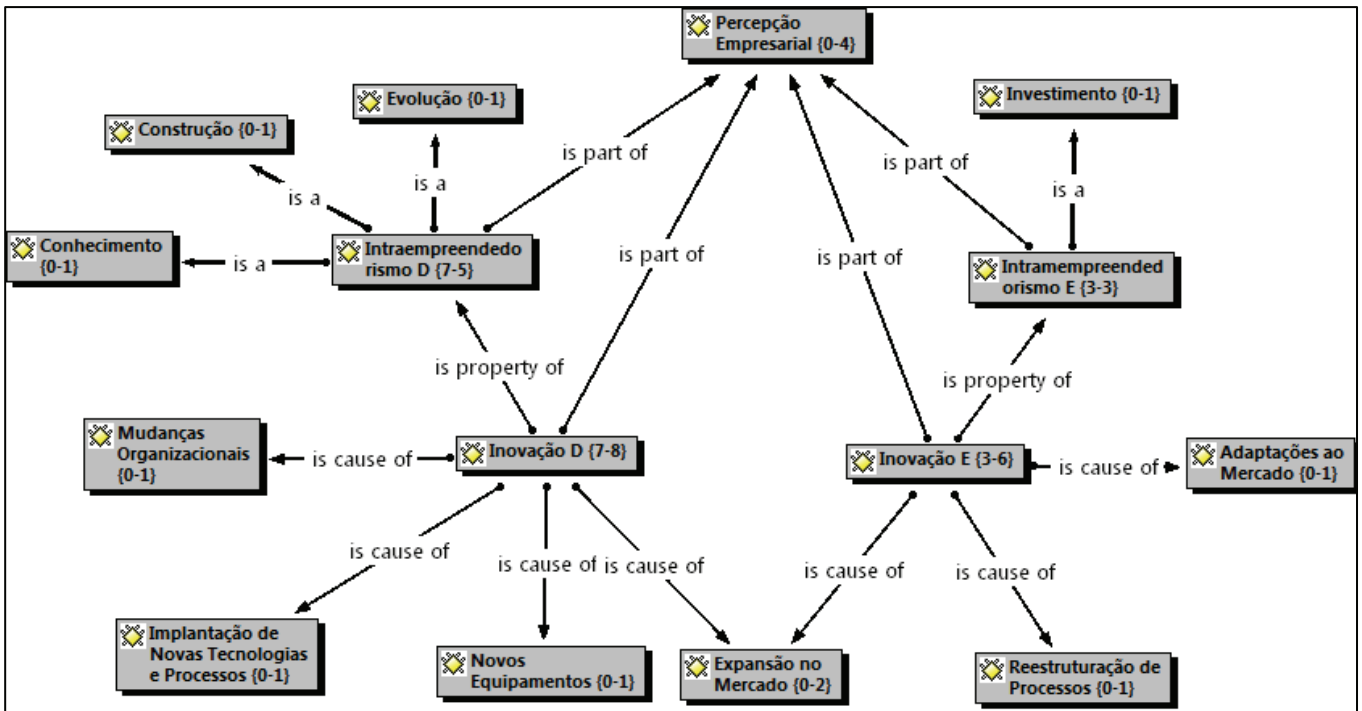 Percepção
Empresarial {0-4}
Evolução {0-1}
Investimento {0-1}
Construção {0-1}
is part of
is part of
is a
is a
is a
Conhecimento
{0-1}
is a
Intraempreendedo
rismo D {7-5}
is part of
is part of
Intramempreended
orismo E {3-3}
is property of
is property of
Mudanças
Organizacionais
{0-1}
is cause of
Inovação D {7-8}
Inovação E {3-6}
is cause of
Adaptações ao
Mercado {0-1}
is cause of
is cause of
is cause of
is cause of
is cause of
Implantação de
Novas Tecnologias
e Processos {0-1}
Novos
Equipamentos {0-1}
Expansão no
Mercado {0-2}
Reestruturação de
Processos {0-1}